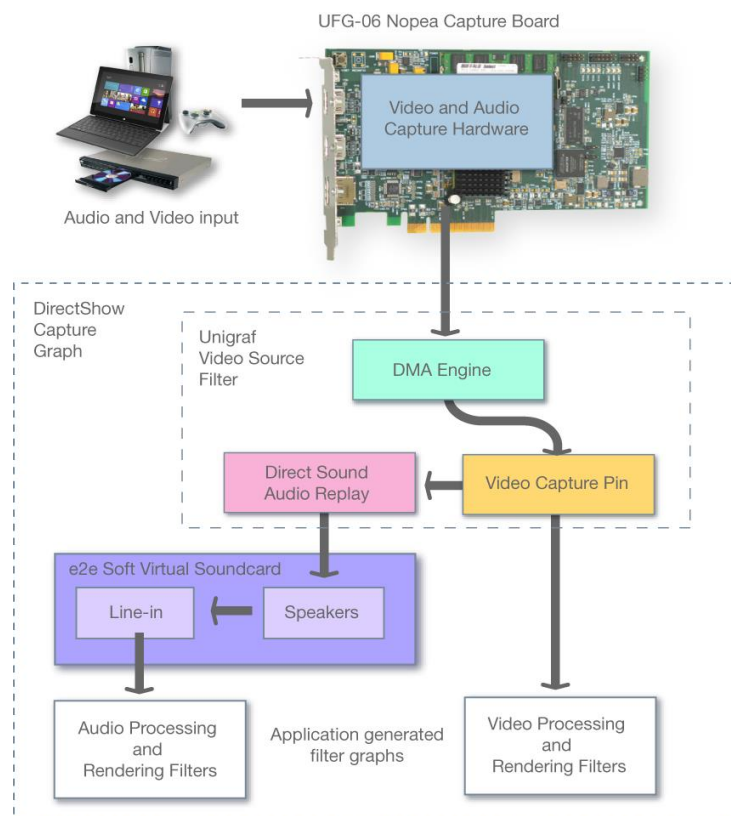 UFG-06 Nopea Capture Board
Video and Audio
Capture Hardware
Audio and Video input
DirectShow
Capture
Graph
Unigraf
Video Source
Filter
DMA Engine
Direct Sound
Audio Replay
Video Capture Pin
e2e Soft Virtual Soundcard
Line-in
Speakers
Audio Processing
and
Rendering Filters
Application generated
filter graphs
Video Processing
and
Rendering Filters